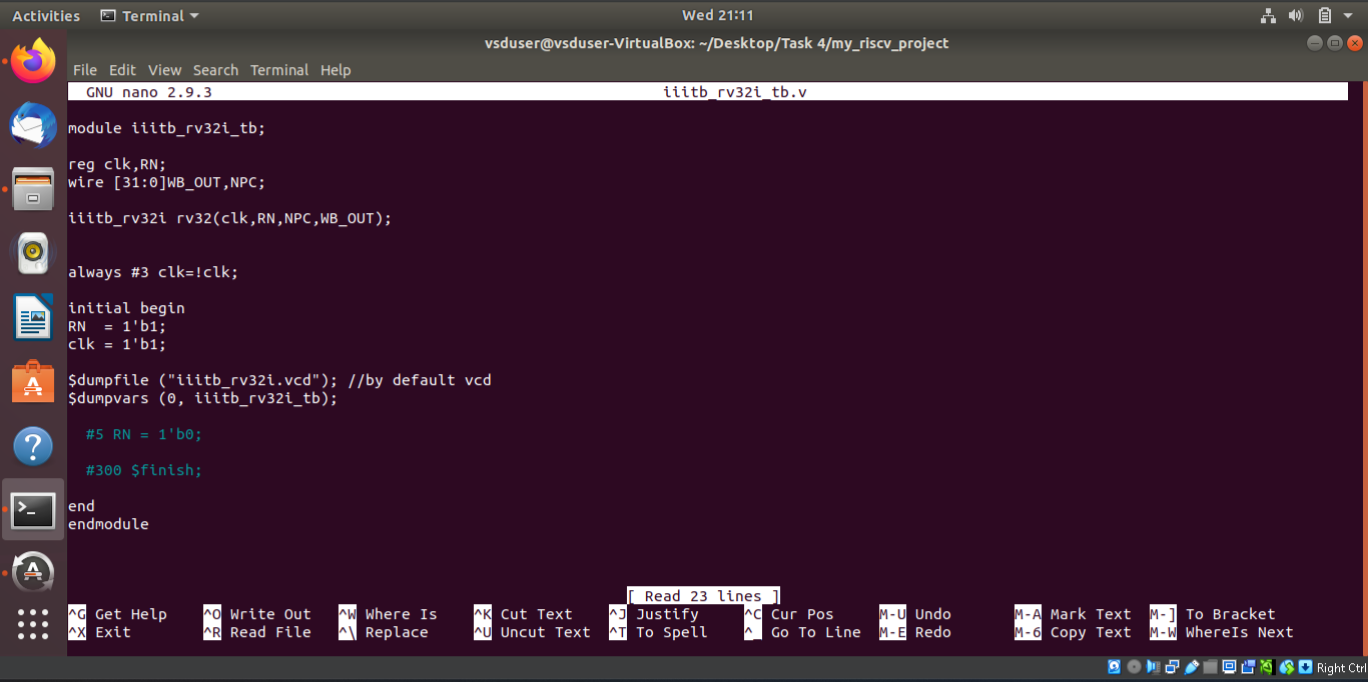 Activities Terminal Wed 21:11
vsduser@vsduser-VirtualBox: ~/Desktop/Task 4/my_riscv_project
File Edit View Search Terminal Help
GNU nano 2.9.3 iiitb_rv32i_tb.v
module iiitb_rv32i_tb;
reg clk,RN;
wire [31:0]WB_OUT,NPC;
iiitb_rv32i rv32(clk,RN,NPC,WB_OUT);
always #3 clk=!clk;
initial begin
RN  = 1'b1;
clk = 1'b1;
$dumpfile ("iiitb_rv32i.vcd"); //by default vcd
$dumpvars (0, iiitb_rv32i_tb);
#5 RN = 1'b0;
#300 $finish;
end
endmodule
[ Read 23 lines ]
^G Get Help ^O Write Out ^W Where Is ^K Cut Text ^J Justify ^C Cur Pos M-U Undo M-A Mark Text M-] To Bracket
^X Exit ^R Read File ^\ Replace ^U Uncut Text ^T To Spell ^_ Go To Line M-E Redo M-6 Copy Text M-W WhereIs Next
Right Ctrl